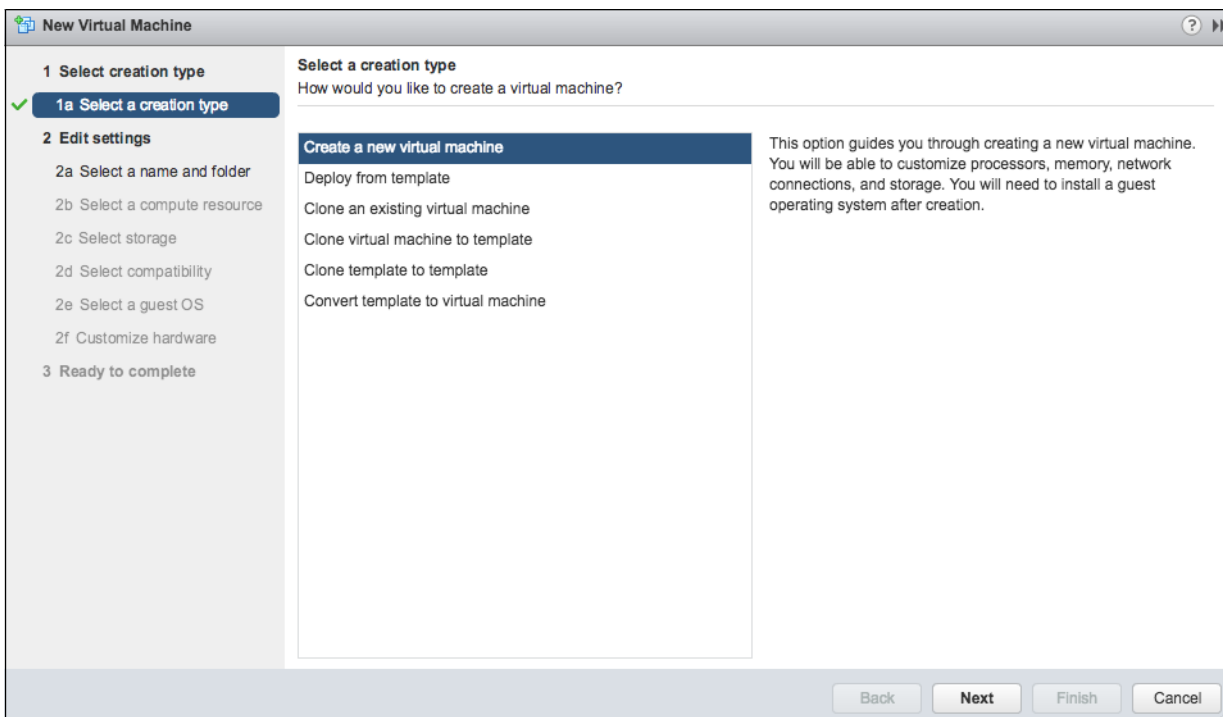 New Virtual Machine
?
1 Select creation type
1a Select a creation type
2 Edit settings
2a Select a name and folder
2b Select a compute resource
2c Select storage
2d Select compatibility
2e Select a guest OS
2f Customize hardware
3 Ready to complete
Select a creation type
How would you like to create a virtual machine?
Create a new virtual machine
Deploy from template
Clone an existing virtual machine
Clone virtual machine to template
Clone template to template
Convert template to virtual machine
This option guides you through creating a new virtual machine.
You will be able to customize processors, memory, network
connections, and storage. You will need to install a guest
operating system after creation.
Back Next Finish Cancel